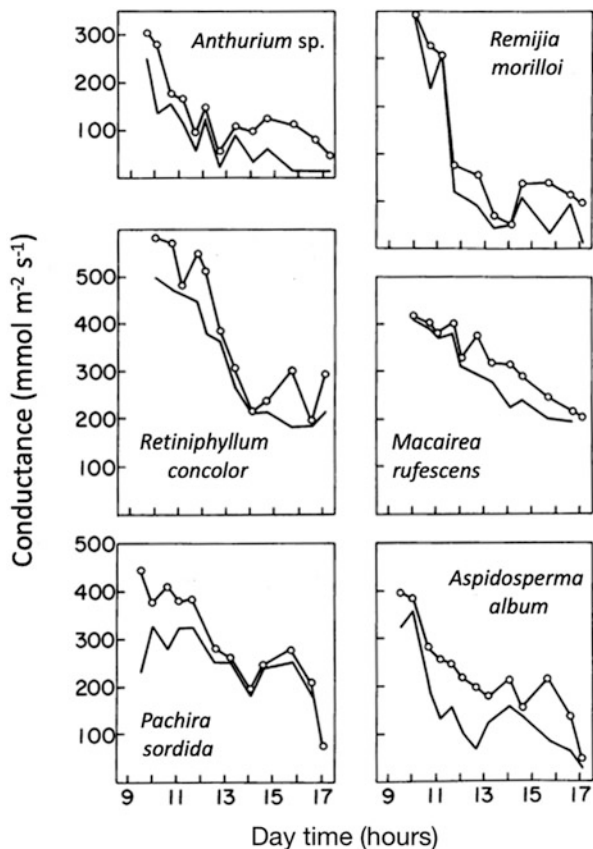 Conductance (mmol m⁻² s⁻¹)
300
200
100
Anthurium sp.
Remijia
morilloi
500
400
300
200
100
Retiniphyllum
concolor
Macairea
rufescens
500
400
300
200
100
Pachira
sordida
Aspidosperma
album
9 11 13 15 17
9 11 13 15 17
Day time (hours)